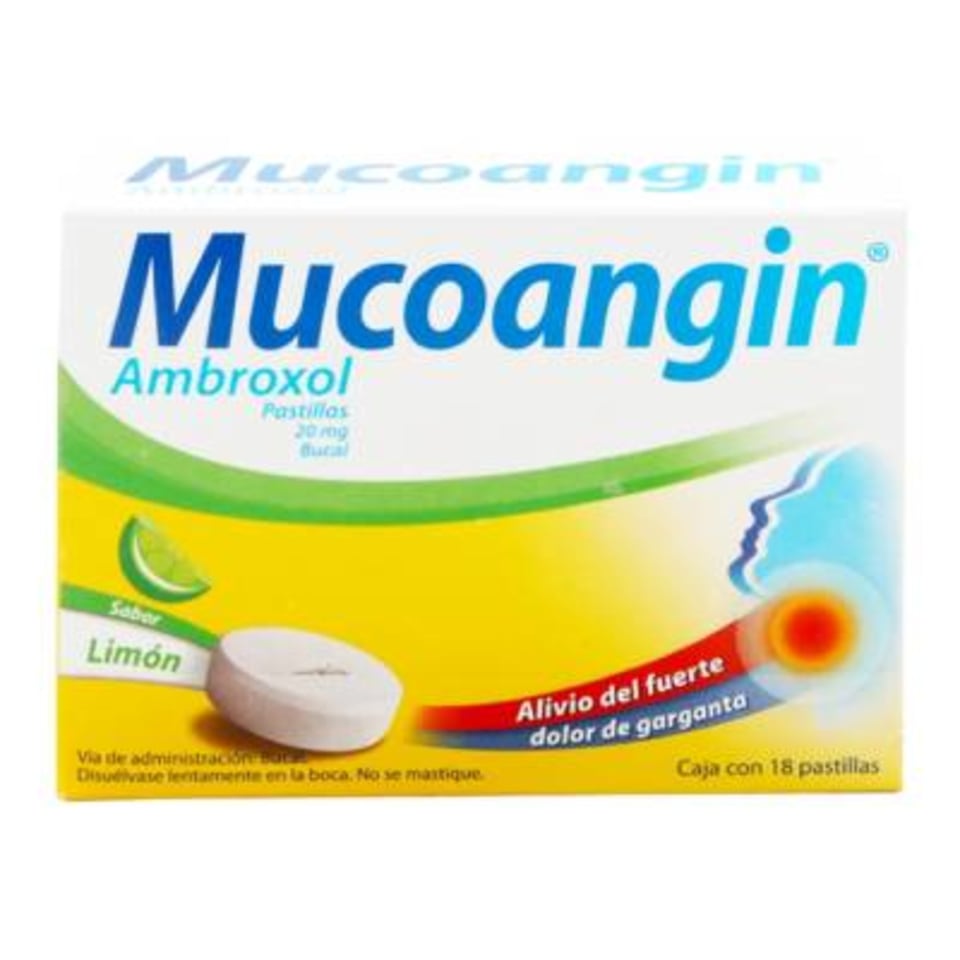 Mucoangin
Ambroxol
Mucoangin®
Ambroxol
Pastillas
20 mg
Bucal
Sabor
Limón
Alivio del fuerte
dolor de garganta
Vía de administración: Bucal.
Disuélvase lentamente en la boca. No se mastique.
Caja con 18 pastillas